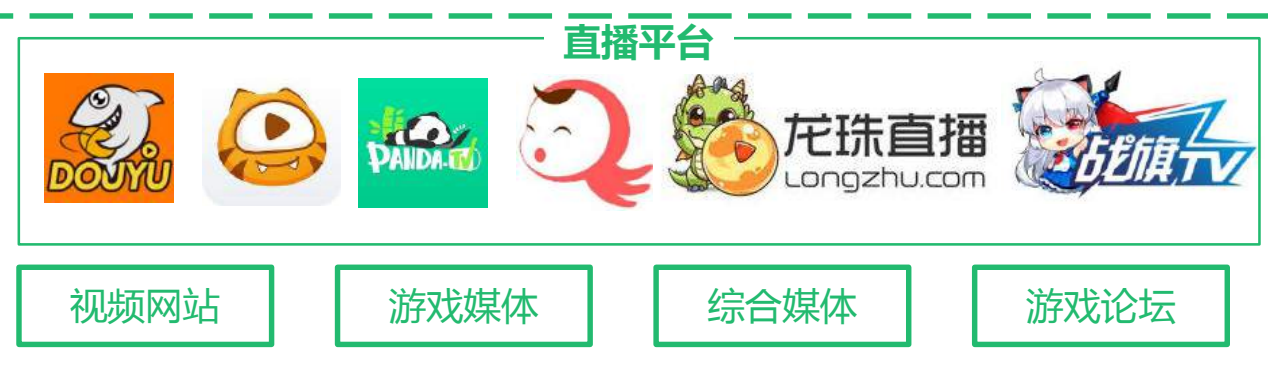 直播平台
DOUYU
PANDA.TV
龙珠直播
Longzhu.com
战旗TV
视频网站
游戏媒体
综合媒体
游戏论坛